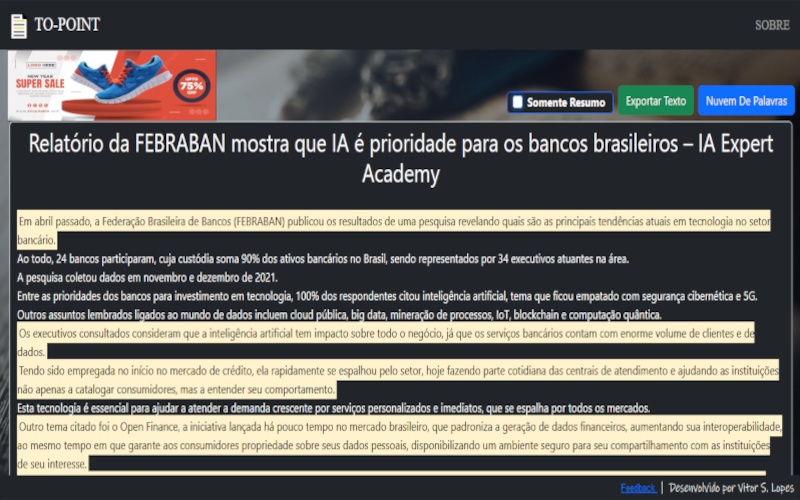 TO-POINT
SOBRE
NEW YEAR
SUPER SALE
UPTO
75%
OFF
Somente Resumo
Exportar Texto
Nuvem De Palavras
Relatório da FEBRABAN mostra que IA é prioridade para os bancos brasileiros – IA Expert
Academy
Em abril passado, a Federação Brasileira de Bancos (FEBRABAN) publicou os resultados de uma pesquisa revelando quais são as principais tendências atuais em tecnologia no setor
bancário.
Ao todo, 24 bancos participaram, cuja custódia soma 90% dos ativos bancários no Brasil, sendo representados por 34 executivos atuantes na área.
A pesquisa coletou dados em novembro e dezembro de 2021.
Entre as prioridades dos bancos para investimento em tecnologia, 100% dos respondentes citou inteligência artificial, tema que ficou empatado com segurança cibernética e 5G.
Outros assuntos lembrados ligados ao mundo de dados incluem cloud pública, big data, mineração de processos, IoT, blockchain e computação quântica.
Os executivos consultados consideram que a inteligência artificial tem impacto sobre todo o negócio, já que os serviços bancários contam com enorme volume de clientes e de
dados.
Tendo sido empregada no início no mercado de crédito, ela rapidamente se espalhou pelo setor, hoje fazendo parte cotidiana das centrais de atendimento e ajudando as instituições
não apenas a catalogar consumidores, mas a entender seu comportamento.
Esta tecnologia é essencial para ajudar a atender a demanda crescente por serviços personalizados e imediatos, que se espalha por todos os mercados.
Outro tema citado foi o Open Finance, a iniciativa lançada há pouco tempo no mercado brasileiro, que padroniza a geração de dados financeiros, aumentando sua interoperabilidade,
ao mesmo tempo em que garante aos consumidores propriedade sobre seus dados pessoais, disponibilizando um ambiente seguro para seu compartilhamento com as instituições
de seu interesse.
Feedback | Desenvolvido por Vitor S. Lopes